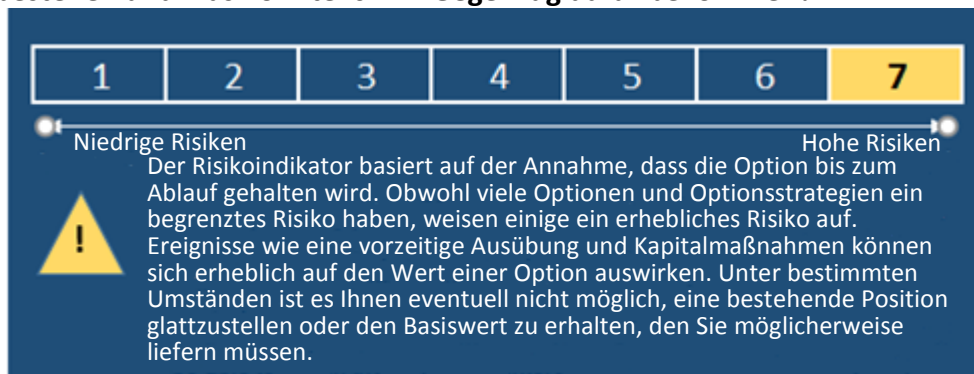 1 2 3 4 5 6 7
Niedrige Risiken Hohe Risiken
Der Risikoindikator basiert auf der Annahme, dass die Option bis zum
Ablauf gehalten wird. Obwohl viele Optionen und Optionsstrategien ein
begrenztes Risiko haben, weisen einige ein erhebliches Risiko auf.
Ereignisse wie eine vorzeitige Ausübung und Kapitalmaßnahmen können
sich erheblich auf den Wert einer Option auswirken. Unter bestimmten
Umständen ist es Ihnen eventuell nicht möglich, eine bestehende Position
glattzustellen oder den Basiswert zu erhalten, den Sie möglicherweise
liefern müssen.
!